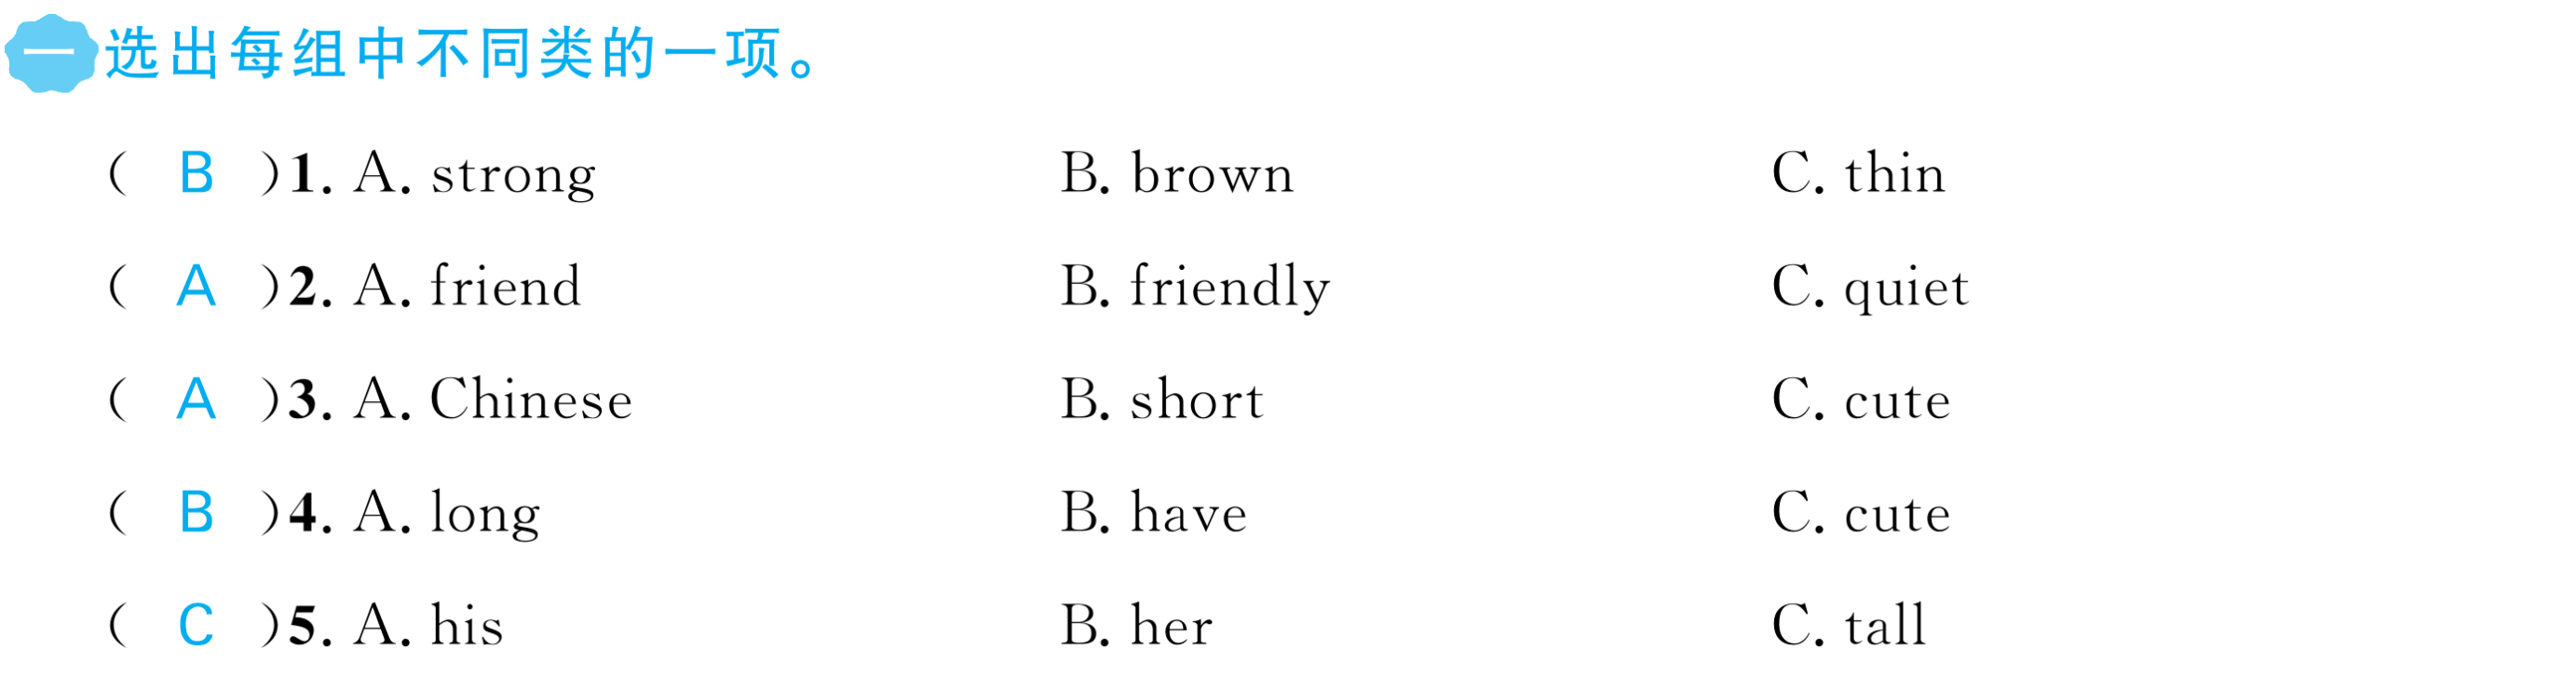 一 选出每组中不同类的一项。
( B )1. A. strong B. brown C. thin
( A )2. A. friend B. friendly C. quiet
( A )3. A. Chinese B. short C. cute
( B )4. A. long B. have C. cute
( C )5. A. his B. her C. tall